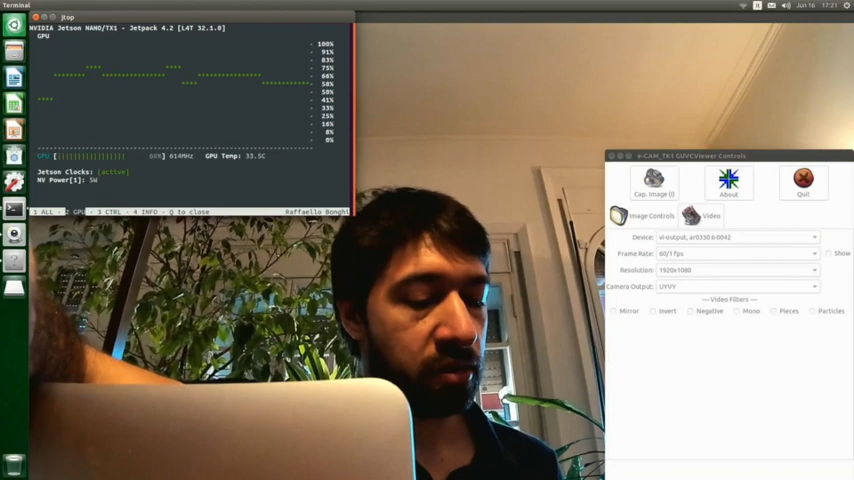 Terminal
Jun 16
17:21
jtop
NVIDIA Jetson NANO/TX1 - Jetpack 4.2 [L4T 32.1.0]
GPU
100%
91%
83%
75%
66%
58%
50%
41%
33%
25%
16%
8%
0%
GPU [||||||||||||||||| 66%] 614MHz GPU Temp: 33.5C
Jetson Clocks: [active]
NV Power[1]: 5W
1 ALL - 2 GPU - 3 CTRL - 4 INFO - Q to close Raffaello Bonghi
e-CAM_TK1 GUVCViewer Controls
Cap. Image (I)
About
Quit
Image Controls
Video
Device: vi-output, ar0330 6-0042
Frame Rate: 60/1 fps
Show
Resolution: 1920x1080
Camera Output: UYVY
--- Video Filters ---
Mirror Invert Negative Mono Pieces Particles